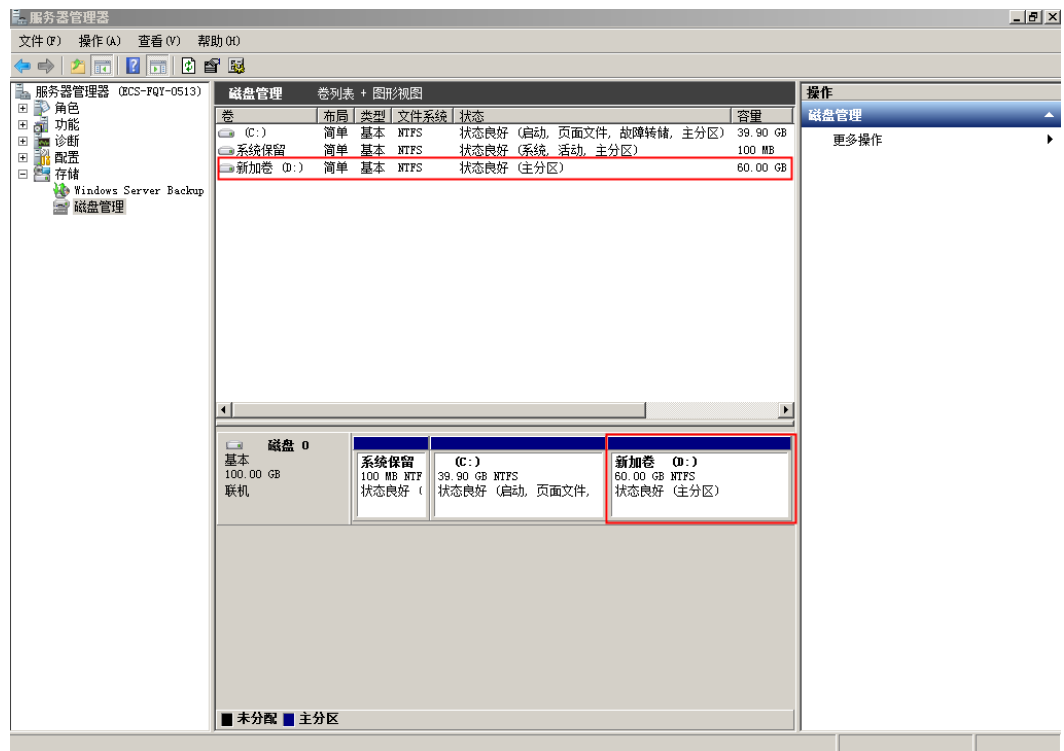 服务器管理器
文件(F) 操作(A) 查看(V) 帮助(H)
服务器管理器 (ECS-FQY-0513)
角色
功能
诊断
配置
存储
Windows Server Backup
磁盘管理
磁盘管理 卷列表 + 图形视图
卷 布局 类型 文件系统 状态 容量
(C:) 简单 基本 NTFS 状态良好 (启动, 页面文件, 故障转储, 主分区) 39.90 GB
系统保留 简单 基本 NTFS 状态良好 (系统, 活动, 主分区) 100 MB
新加卷 (D:) 简单 基本 NTFS 状态良好 (主分区) 60.00 GB
磁盘 0
基本
100.00 GB
联机
系统保留
100 MB NTF
状态良好 (
(C:)
39.90 GB NTFS
状态良好 (启动, 页面文件,
新加卷 (D:)
60.00 GB NTFS
状态良好 (主分区)
未分配 主分区
操作
磁盘管理
更多操作